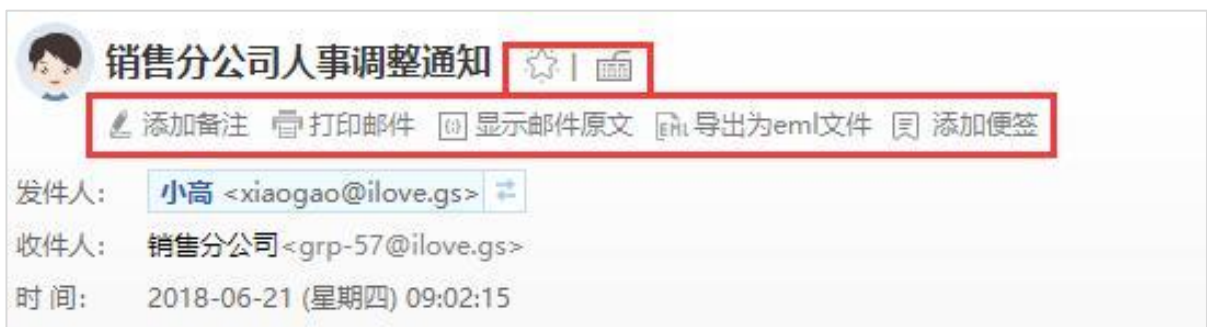 销售分公司人事调整通知
添加备注 打印邮件 显示邮件原文 导出为eml文件 添加便签
发件人： 小高 <xiaogao@ilove.gs>
收件人： 销售分公司<grp-57@ilove.gs>
时 间： 2018-06-21 (星期四) 09:02:15